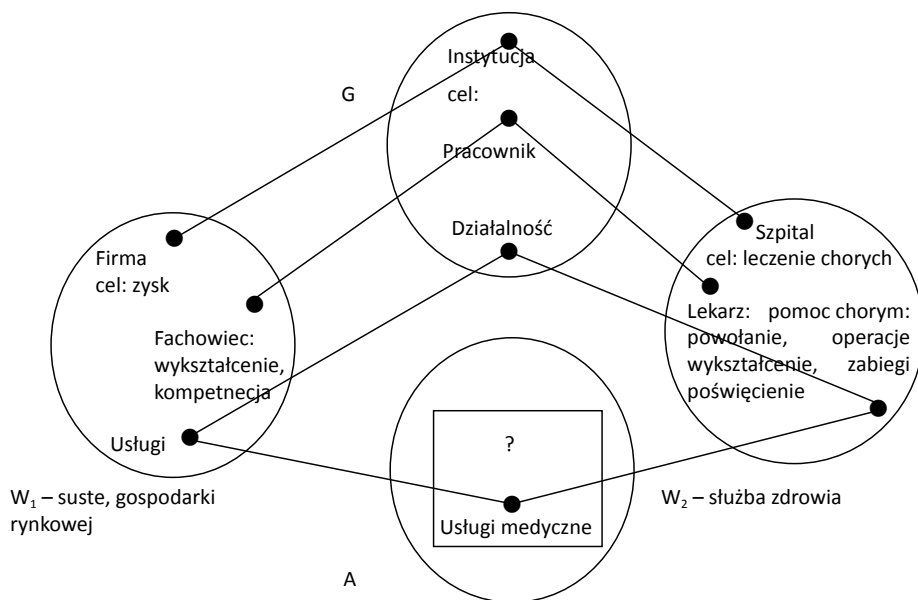 Instytucja
G
cel:
Pracownik
Działalność
Firma
cel: zysk
Fachowiec:
wykształcenie,
kompetnecja
Usługi
W₁ – suste, gospodarki
rynkowej
Szpital
cel: leczenie chorych
Lekarz: pomoc chorym:
powołanie, operacje
wykształcenie, zabiegi
poświęcienie
W₂ – służba zdrowia
?
Usługi medyczne
A